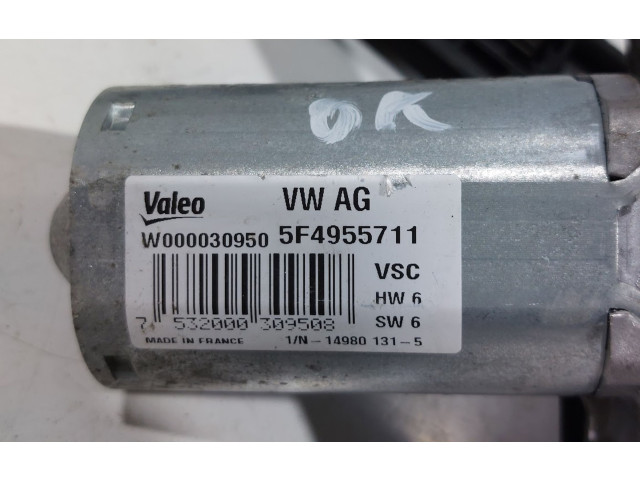 OK
Valeo VW AG
W000030950 5F4955711
VSC
HW 6
7 532000 309508 SW 6
MADE IN FRANCE 1/N - 14980 131-5